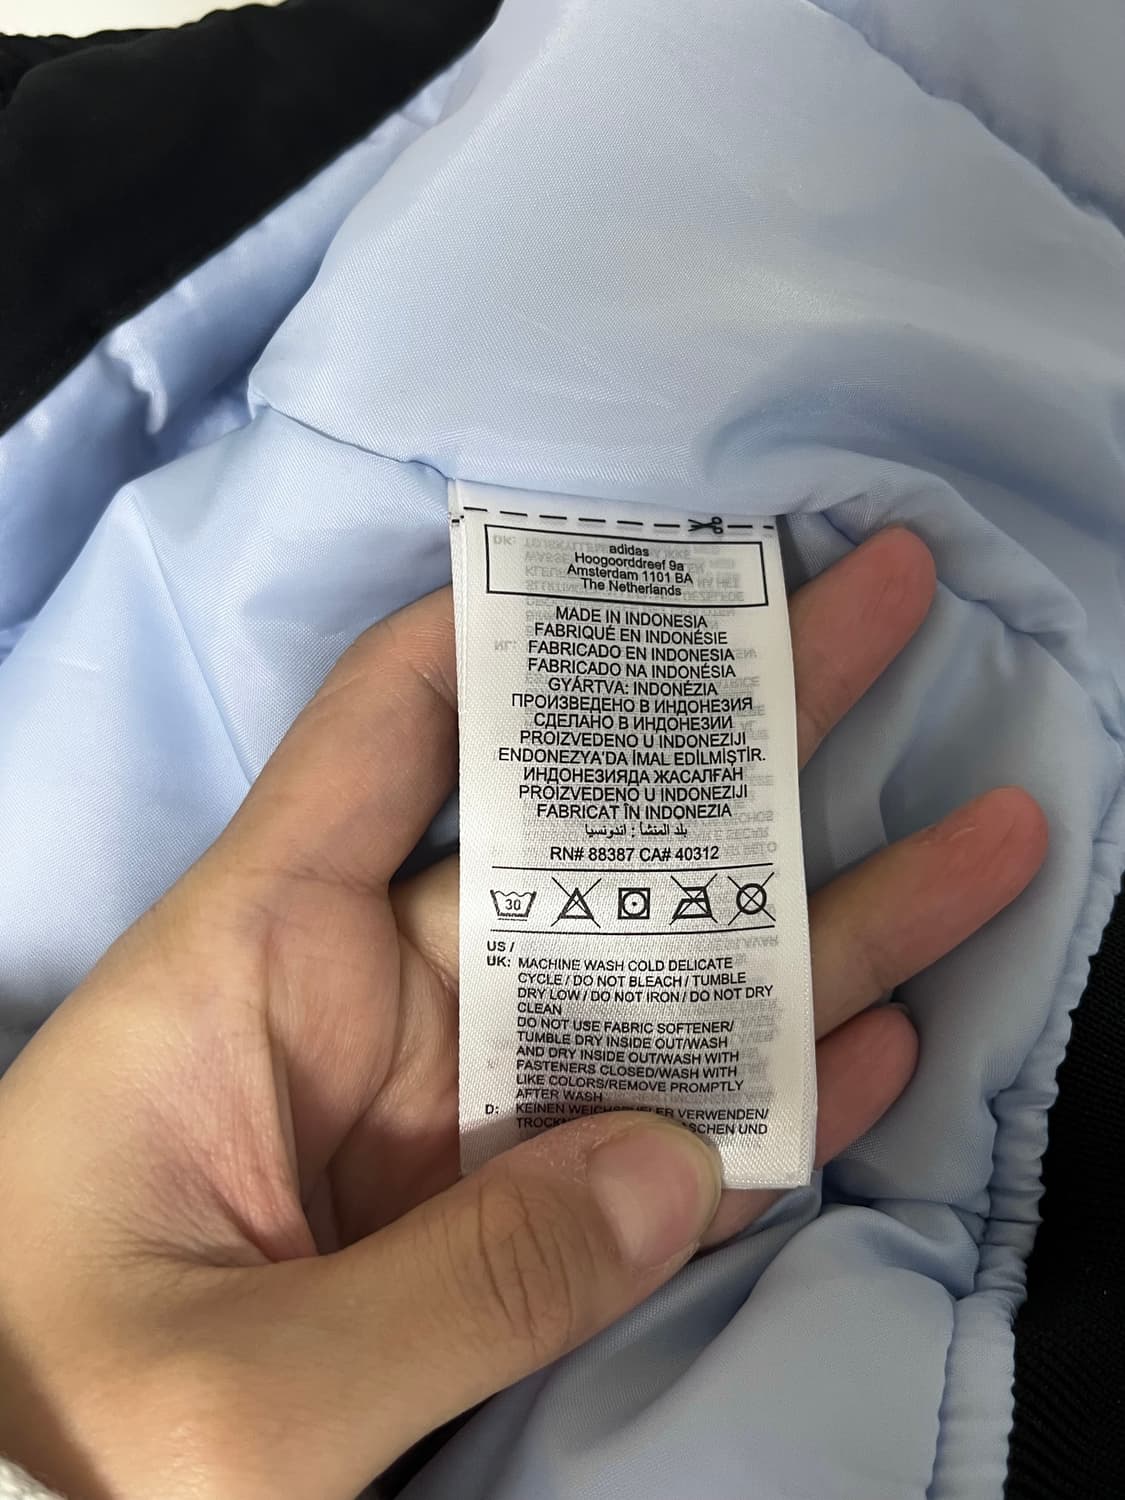 adidas
Hoogoorddreef 9a
Amsterdam 1101 BA
The Netherlands
MADE IN INDONESIA
FABRIQUÉ EN INDONÉSIE
FABRICADO EN INDONESIA
FABRICADO NA INDONÉSIA
GYÁRTVA: INDONÉZIA
ПРОИЗВЕДЕНО В ИНДОНЕЗИЯ
СДЕЛАНО В ИНДОНЕЗИИ
PROIZVEDENO U INDONEZIJI
ENDONEZYA'DA İMAL EDİLMİŞTİR.
ИНДОНЕЗИЯДА ЖАСАЛҒАН
PROIZVEDENO U INDONEZIJI
FABRICAT ÎN INDONEZIA
بلد المنشأ : اندونسيا
RN# 88387 CA# 40312
30
US /
UK: MACHINE WASH COLD DELICATE
CYCLE / DO NOT BLEACH / TUMBLE
DRY LOW / DO NOT IRON / DO NOT DRY
CLEAN
DO NOT USE FABRIC SOFTENER/
TUMBLE DRY INSIDE OUT/WASH
AND DRY INSIDE OUT/WASH WITH
FASTENERS CLOSED/WASH WITH
LIKE COLORS/REMOVE PROMPTLY
AFTER WASH
D: KEINEN WEICHSPUELER VERWENDEN/
UND